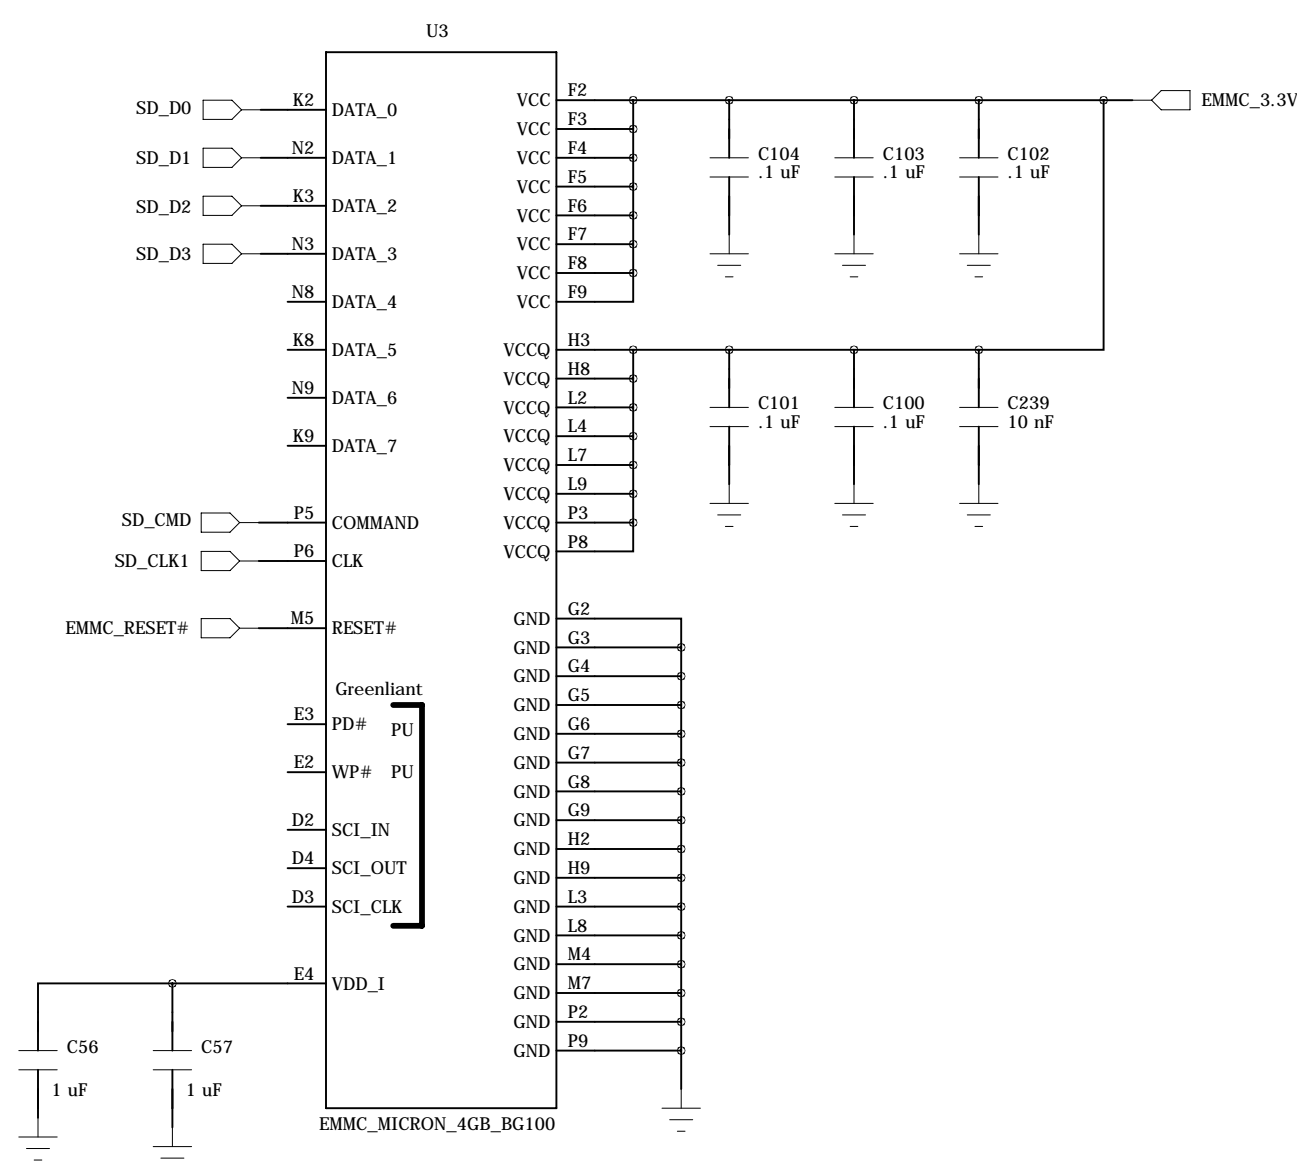 U3
SD_D0 K2 DATA_0
SD_D1 N2 DATA_1
SD_D2 K3 DATA_2
SD_D3 N3 DATA_3
N8 DATA_4
K8 DATA_5
N9 DATA_6
K9 DATA_7
SD_CMD P5 COMMAND
SD_CLK1 P6 CLK
EMMC_RESET# M5 RESET#
Greenliant
E3 PD# PU
E2 WP# PU
D2 SCI_IN
D4 SCI_OUT
D3 SCI_CLK
E4 VDD_I
C56
1 uF
C57
1 uF
VCC F2 EMMC_3.3V
VCC F3
VCC F4
VCC F5
VCC F6
VCC F7
VCC F8
VCC F9
C104
.1 uF
C103
.1 uF
C102
.1 uF
VCCQ H3
VCCQ H8
VCCQ L2
VCCQ L4
VCCQ L7
VCCQ L9
VCCQ P3
VCCQ P8
C101
.1 uF
C100
.1 uF
C239
10 nF
GND G2
GND G3
GND G4
GND G5
GND G6
GND G7
GND G8
GND G9
GND H2
GND H9
GND L3
GND L8
GND M4
GND M7
GND P2
GND P9
EMMC_MICRON_4GB_BG100